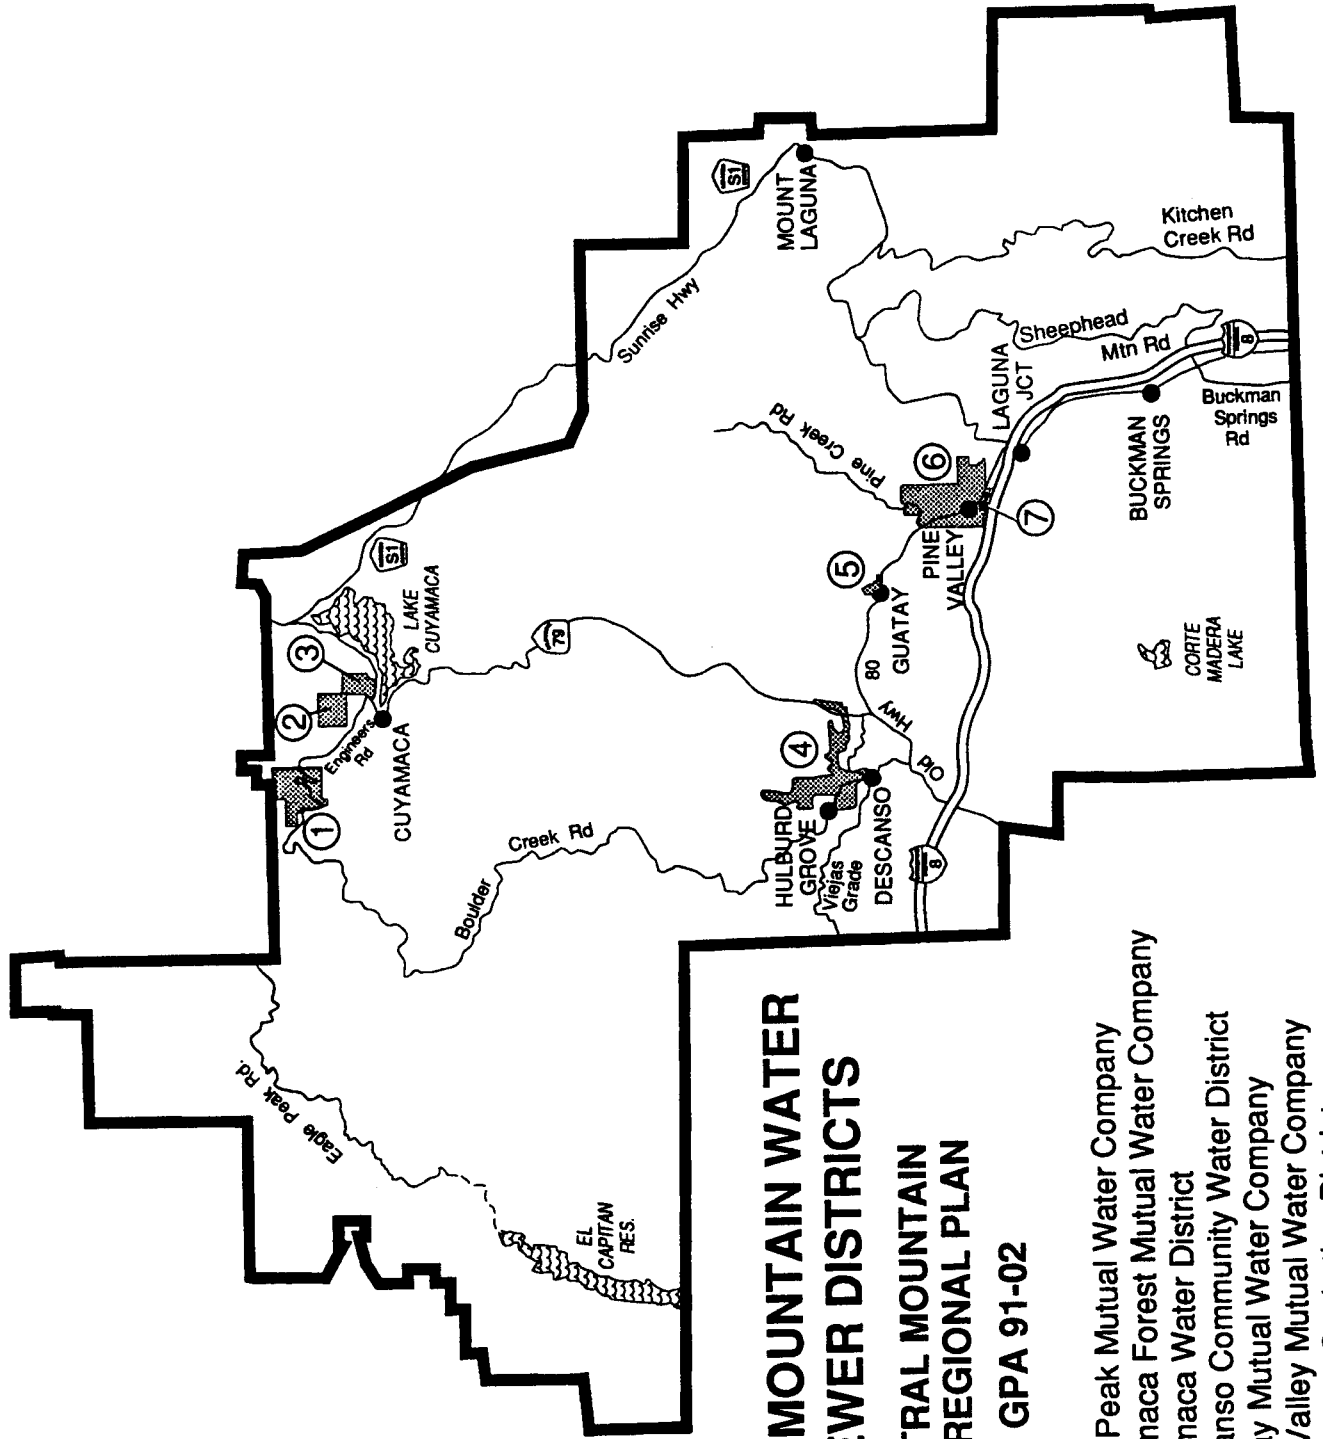 MOUNTAIN WATER
EWER DISTRICTS
TRAL MOUNTAIN
REGIONAL PLAN
GPA 91-02
Peak Mutual Water Company
naca Forest Mutual Water Company
naca Water District
anso Community Water District
ay Mutual Water Company
Valley Mutual Water Company
Eagle Peak Rd.
EL
CAPITAN
RES.
Boulder
Creek Rd
1
2
3
Engineers
Rd
CUYAMACA
LAKE
CUYAMACA
S1
79
Sunrise Hwy
S1
MOUNT
LAGUNA
HULBURD
GROVE
4
Viejas
Grade
DESCANSO
Old
Hwy
80
5
GUATAY
Pine Creek Rd
6
PINE
VALLEY
7
LAGUNA
JCT
Sheephead
Mtn Rd
Kitchen
Creek Rd
8
8
BUCKMAN
SPRINGS
Buckman
Springs
Rd
CORTE
MADERA
LAKE